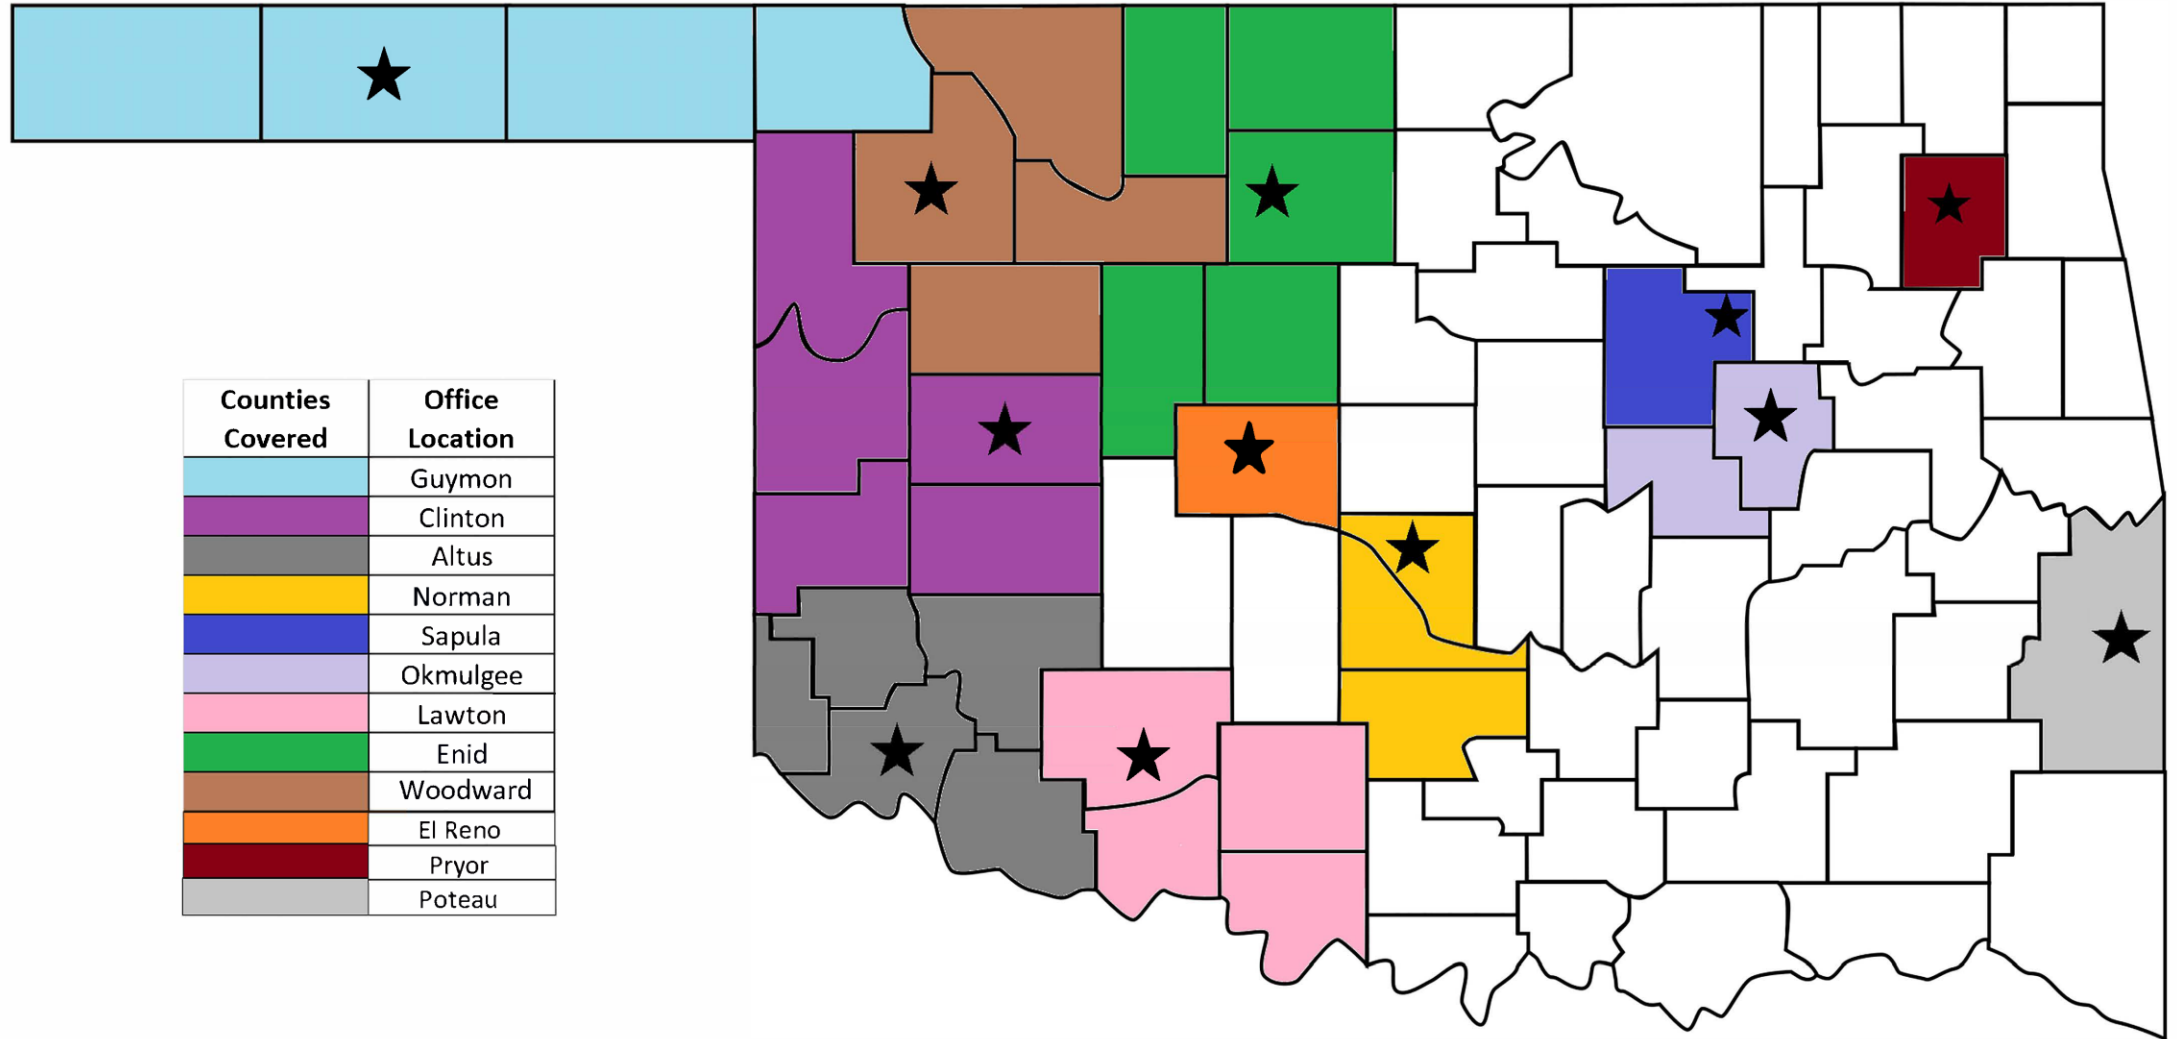 Counties Office
Covered Location
Guymon
Clinton
Altus
Norman
Sapula
Okmulgee
Lawton
Enid
Woodward
El Reno
Pryor
Poteau